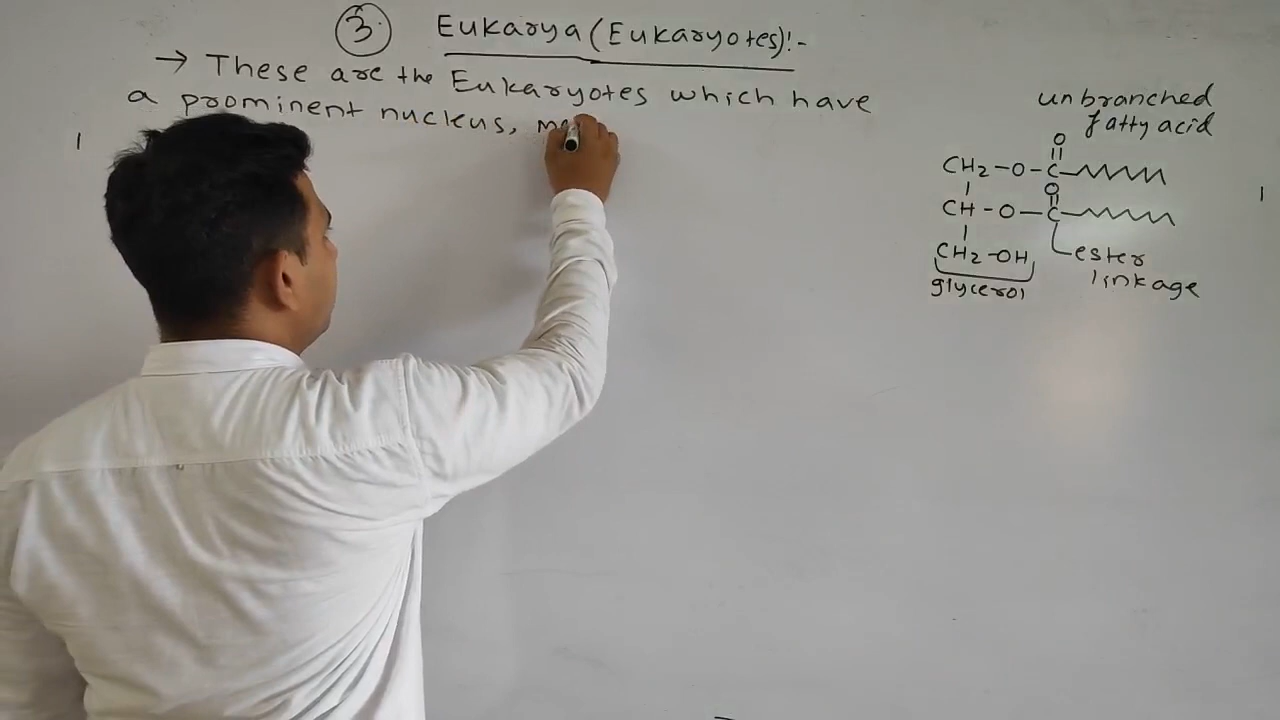 3 Eukarya (Eukaryotes):-
→ These are the Eukaryotes which have
a prominent nucleus,
unbranched
fatty acid
O
CH2-O-C
O
CH-O-C
CH2-OH
ester
linkage
glycerol